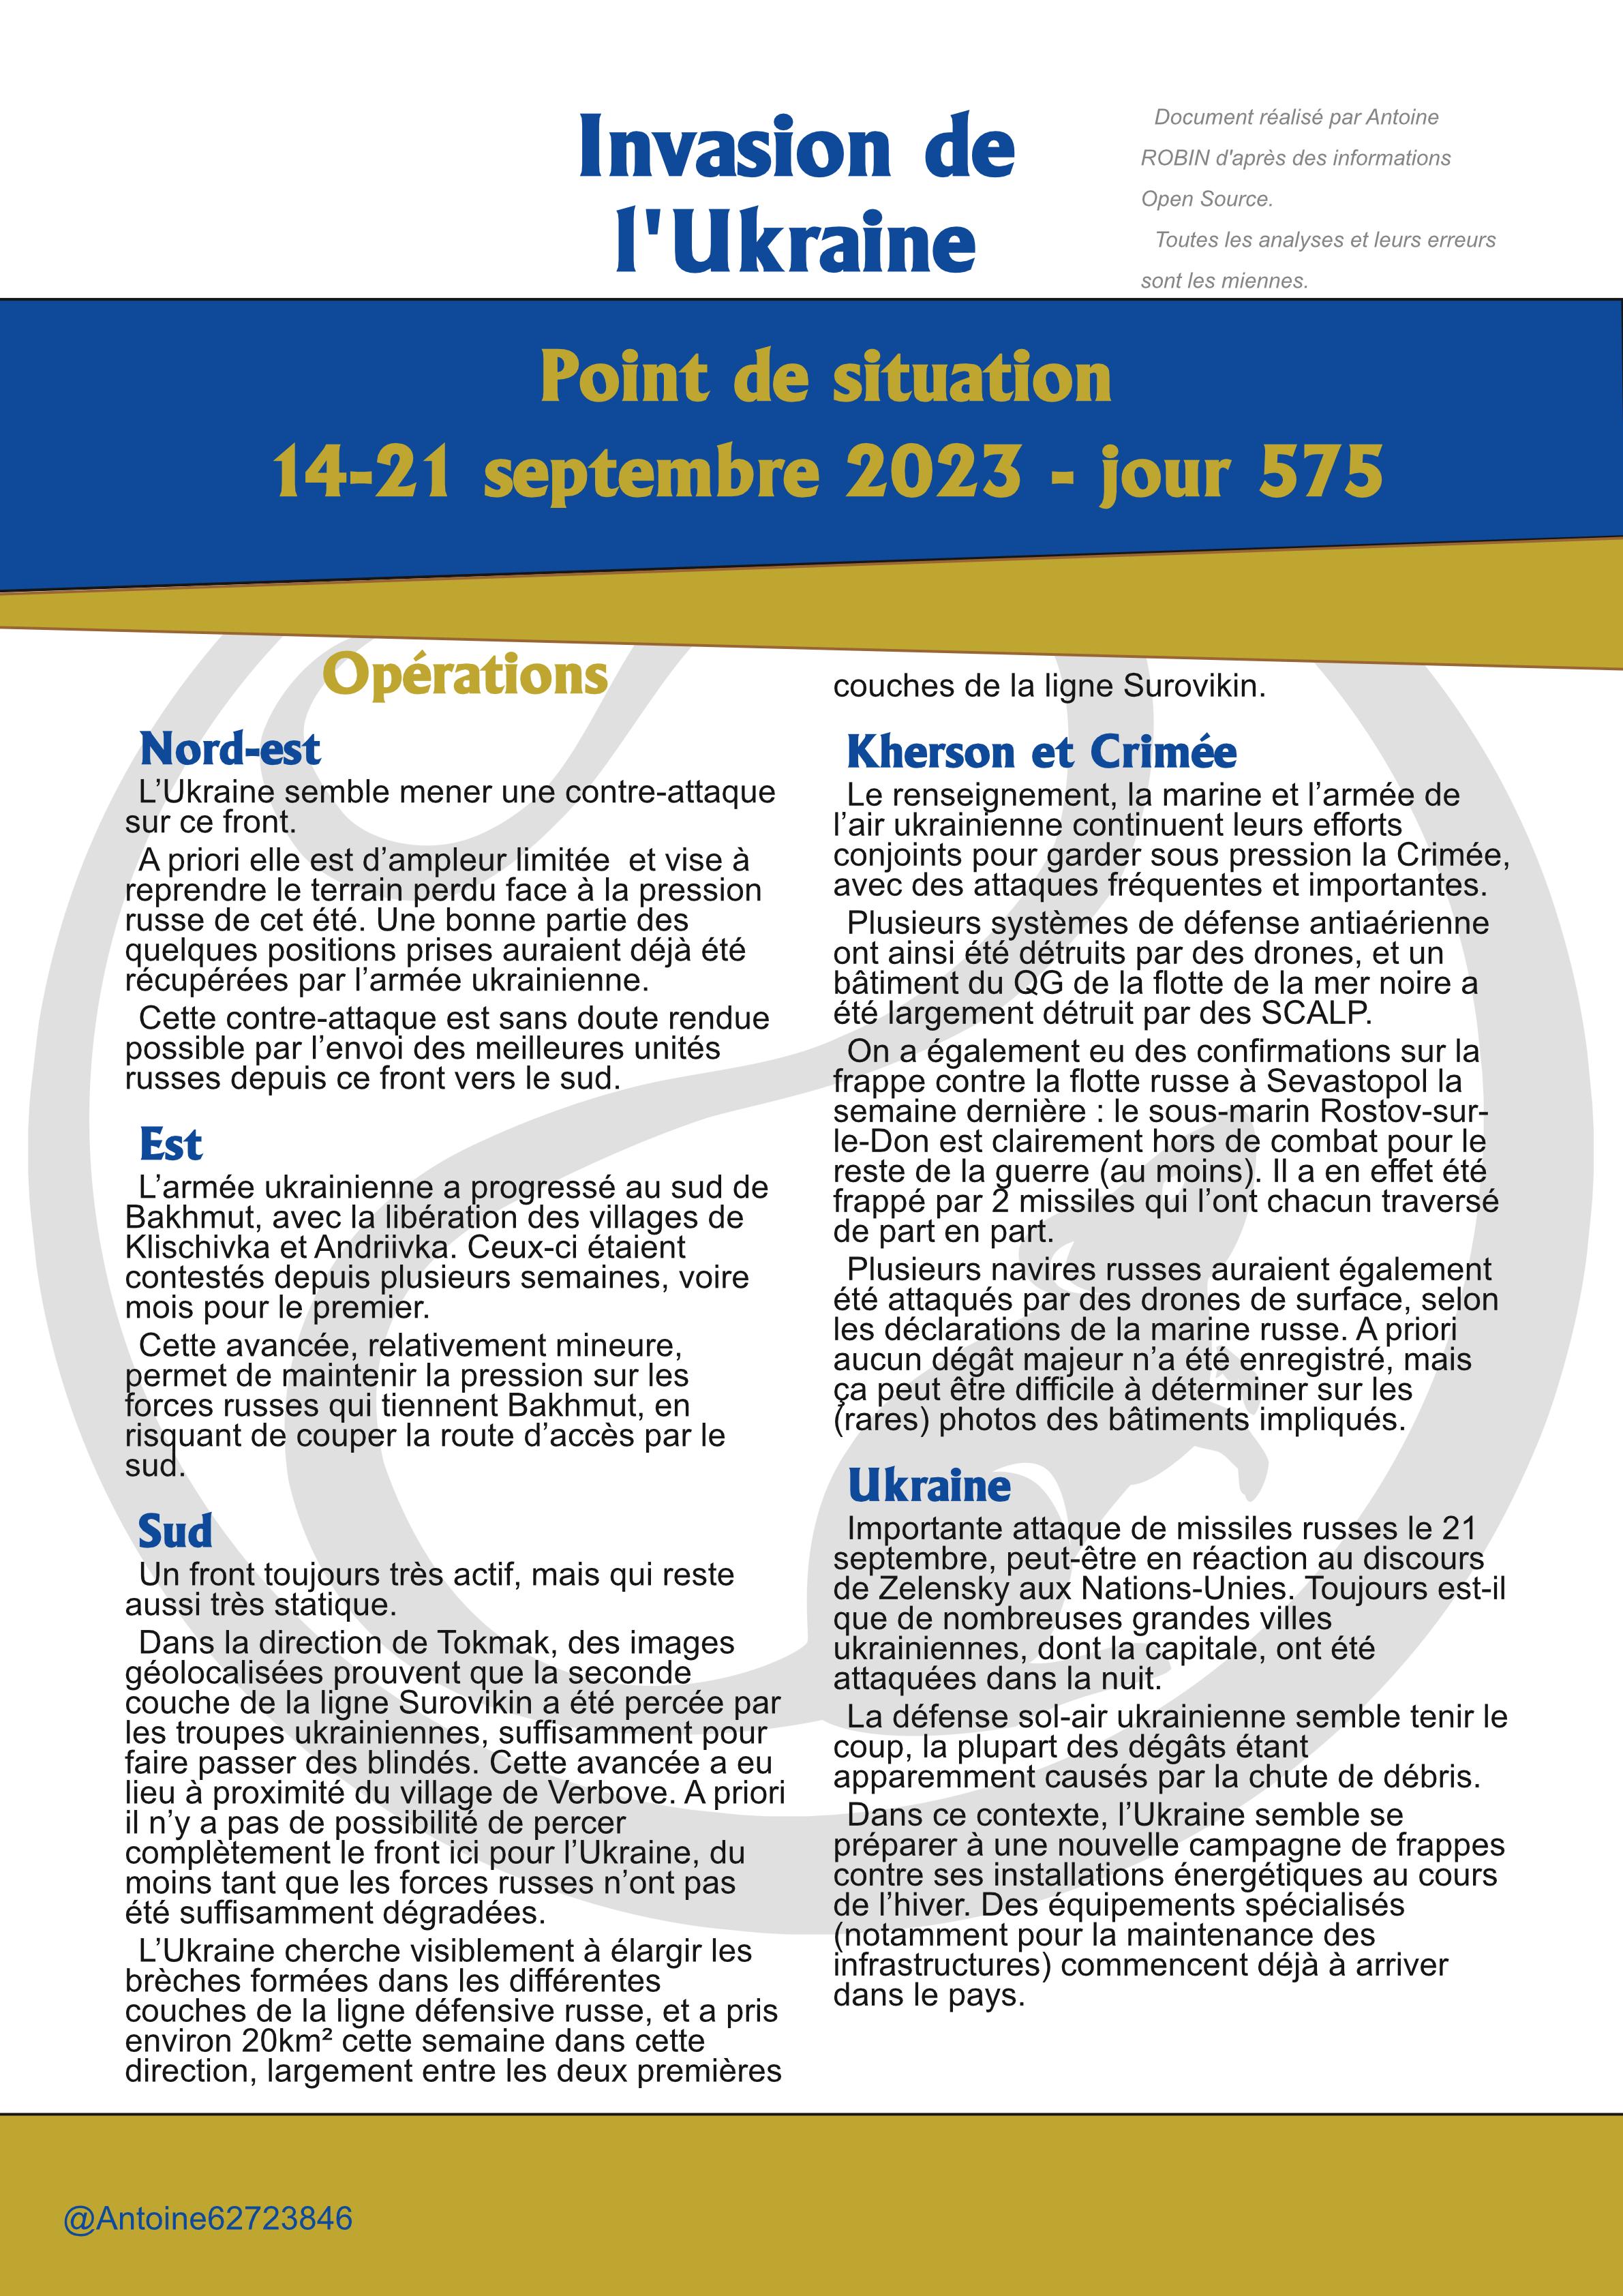 Invasion de
l'Ukraine
Document réalisé par Antoine
ROBIN d'après des informations
Open Source.
Toutes les analyses et leurs erreurs
sont les miennes.
Point de situation
14-21 septembre 2023 - jour 575
Opérations
Nord-est
L’Ukraine semble mener une contre-attaque
sur ce front.
A priori elle est d’ampleur limitée  et vise à
reprendre le terrain perdu face à la pression
russe de cet été. Une bonne partie des
quelques positions prises auraient déjà été
récupérées par l’armée ukrainienne.
Cette contre-attaque est sans doute rendue
possible par l’envoi des meilleures unités
russes depuis ce front vers le sud.
Est
L’armée ukrainienne a progressé au sud de
Bakhmut, avec la libération des villages de
Klischivka et Andriivka. Ceux-ci étaient
contestés depuis plusieurs semaines, voire
mois pour le premier.
Cette avancée, relativement mineure,
permet de maintenir la pression sur les
forces russes qui tiennent Bakhmut, en
risquant de couper la route d’accès par le
sud.
Sud
Un front toujours très actif, mais qui reste
aussi très statique.
Dans la direction de Tokmak, des images
géolocalisées prouvent que la seconde
couche de la ligne Surovikin a été percée par
les troupes ukrainiennes, suffisamment pour
faire passer des blindés. Cette avancée a eu
lieu à proximité du village de Verbove. A priori
il n’y a pas de possibilité de percer
complètement le front ici pour l’Ukraine, du
moins tant que les forces russes n’ont pas
été suffisamment dégradées.
L’Ukraine cherche visiblement à élargir les
brèches formées dans les différentes
couches de la ligne défensive russe, et a pris
environ 20km² cette semaine dans cette
direction, largement entre les deux premières
couches de la ligne Surovikin.
Kherson et Crimée
Le renseignement, la marine et l’armée de
l’air ukrainienne continuent leurs efforts
conjoints pour garder sous pression la Crimée,
avec des attaques fréquentes et importantes.
Plusieurs systèmes de défense antiaérienne
ont ainsi été détruits par des drones, et un
bâtiment du QG de la flotte de la mer noire a
été largement détruit par des SCALP.
On a également eu des confirmations sur la
frappe contre la flotte russe à Sevastopol la
semaine dernière : le sous-marin Rostov-sur-
le-Don est clairement hors de combat pour le
reste de la guerre (au moins). Il a en effet été
frappé par 2 missiles qui l’ont chacun traversé
de part en part.
Plusieurs navires russes auraient également
été attaqués par des drones de surface, selon
les déclarations de la marine russe. A priori
aucun dégât majeur n’a été enregistré, mais
ça peut être difficile à déterminer sur les
(rares) photos des bâtiments impliqués.
Ukraine
Importante attaque de missiles russes le 21
septembre, peut-être en réaction au discours
de Zelensky aux Nations-Unies. Toujours est-il
que de nombreuses grandes villes
ukrainiennes, dont la capitale, ont été
attaquées dans la nuit.
La défense sol-air ukrainienne semble tenir le
coup, la plupart des dégâts étant
apparemment causés par la chute de débris.
Dans ce contexte, l’Ukraine semble se
préparer à une nouvelle campagne de frappes
contre ses installations énergétiques au cours
de l’hiver. Des équipements spécialisés
(notamment pour la maintenance des
infrastructures) commencent déjà à arriver
dans le pays.
@Antoine62723846